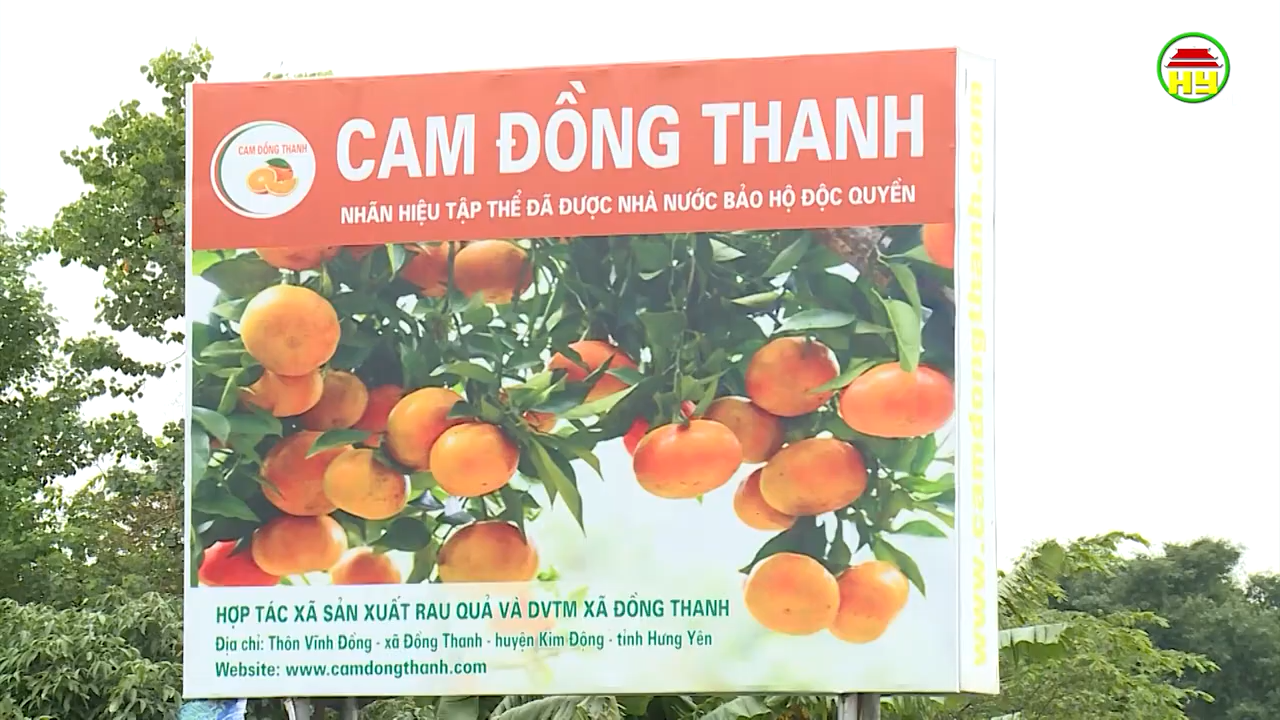 HY
CAM ĐỒNG THANH
CAM ĐỒNG THANH
NHÃN HIỆU TẬP THỂ ĐÃ ĐƯỢC NHÀ NƯỚC BẢO HỘ ĐỘC QUYỀN
HỢP TÁC XÃ SẢN XUẤT RAU QUẢ VÀ DVTM XÃ ĐỒNG THANH
Địa chỉ: Thôn Vĩnh Đồng - xã Đồng Thanh - huyện Kim Động - tỉnh Hưng Yên
Website: www.camdongthanh.com
www.camdongthanh.com